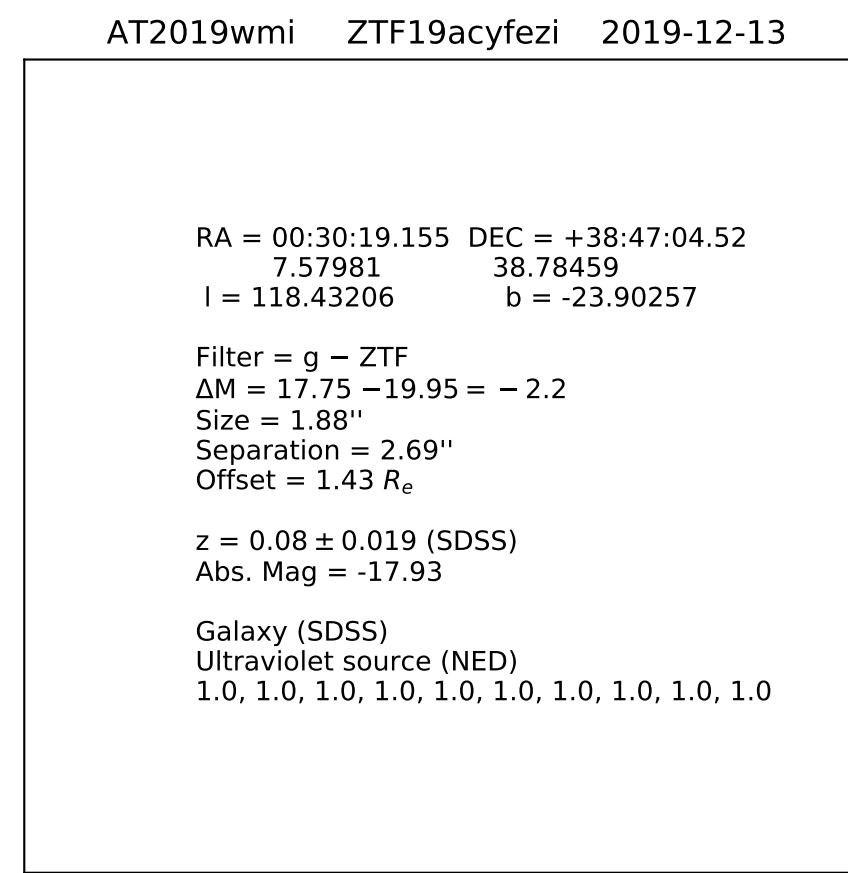 AT2019wmi ZTF19acyfezi 2019-12-13
RA = 00:30:19.155 DEC = +38:47:04.52
7.57981 38.78459
l = 118.43206 b = -23.90257
Filter = g − ZTF
ΔM = 17.75 −19.95 = − 2.2
Size = 1.88''
Separation = 2.69''
Offset = 1.43 Re
z = 0.08 ± 0.019 (SDSS)
Abs. Mag = -17.93
Galaxy (SDSS)
Ultraviolet source (NED)
1.0, 1.0, 1.0, 1.0, 1.0, 1.0, 1.0, 1.0, 1.0, 1.0